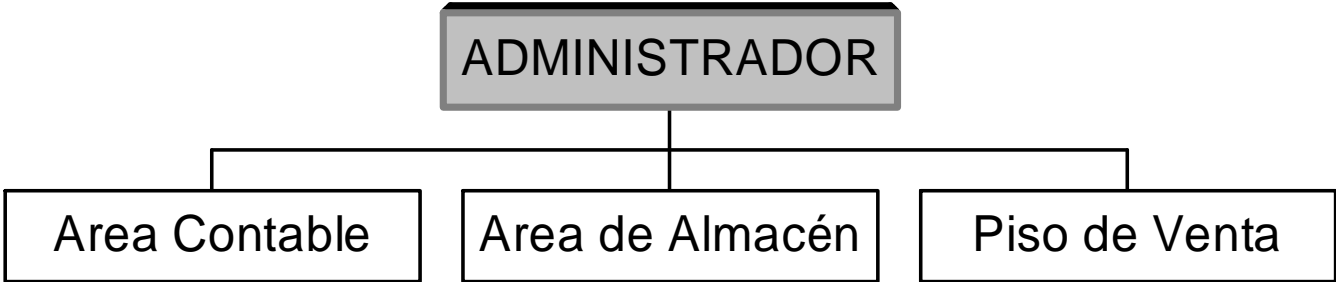 ADMINISTRADOR
Area Contable
Area de Almacén
Piso de Venta